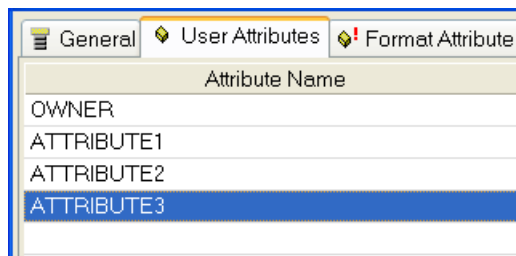 General User Attributes Format Attribute
Attribute Name
OWNER
ATTRIBUTE1
ATTRIBUTE2
ATTRIBUTE3